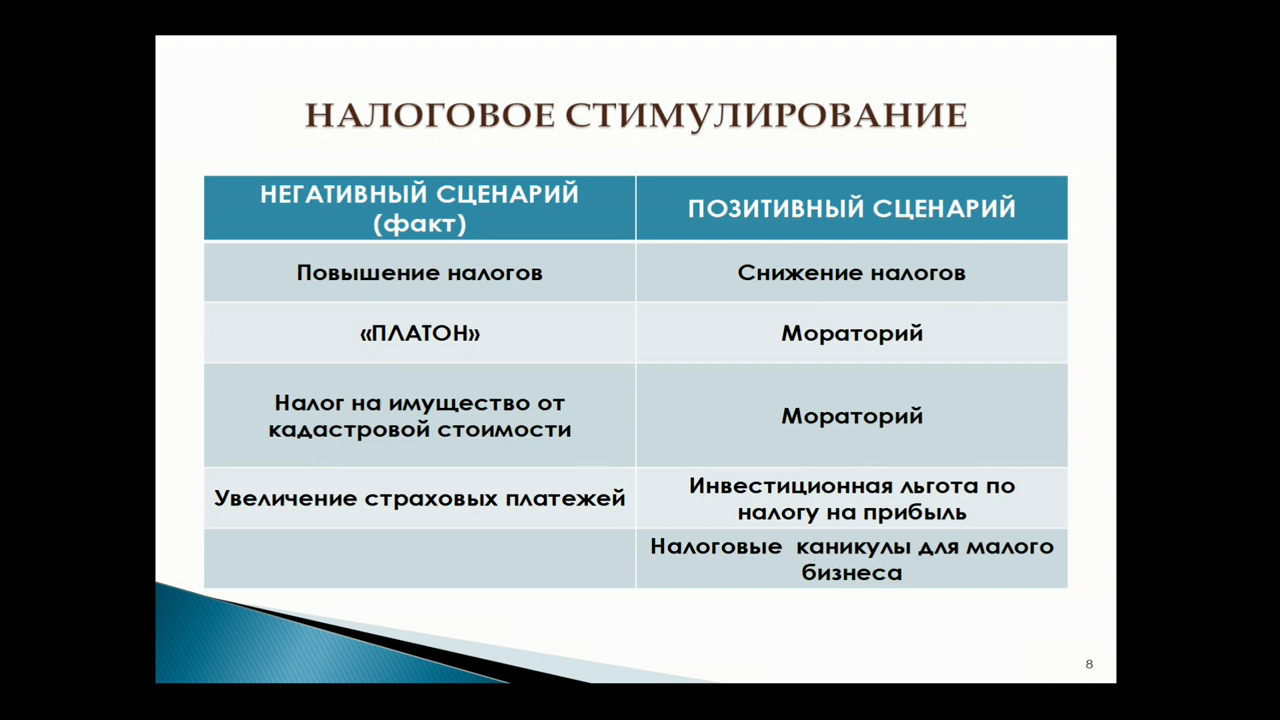 НАЛОГОВОЕ СТИМУЛИРОВАНИЕ
НЕГАТИВНЫЙ СЦЕНАРИЙ
(факт)
ПОЗИТИВНЫЙ СЦЕНАРИЙ
Повышение налогов
Снижение налогов
«ПЛАТОН»
Мораторий
Налог на имущество от
кадастровой стоимости
Мораторий
Увеличение страховых платежей
Инвестиционная льгота по
налогу на прибыль
Налоговые каникулы для малого
бизнеса
8